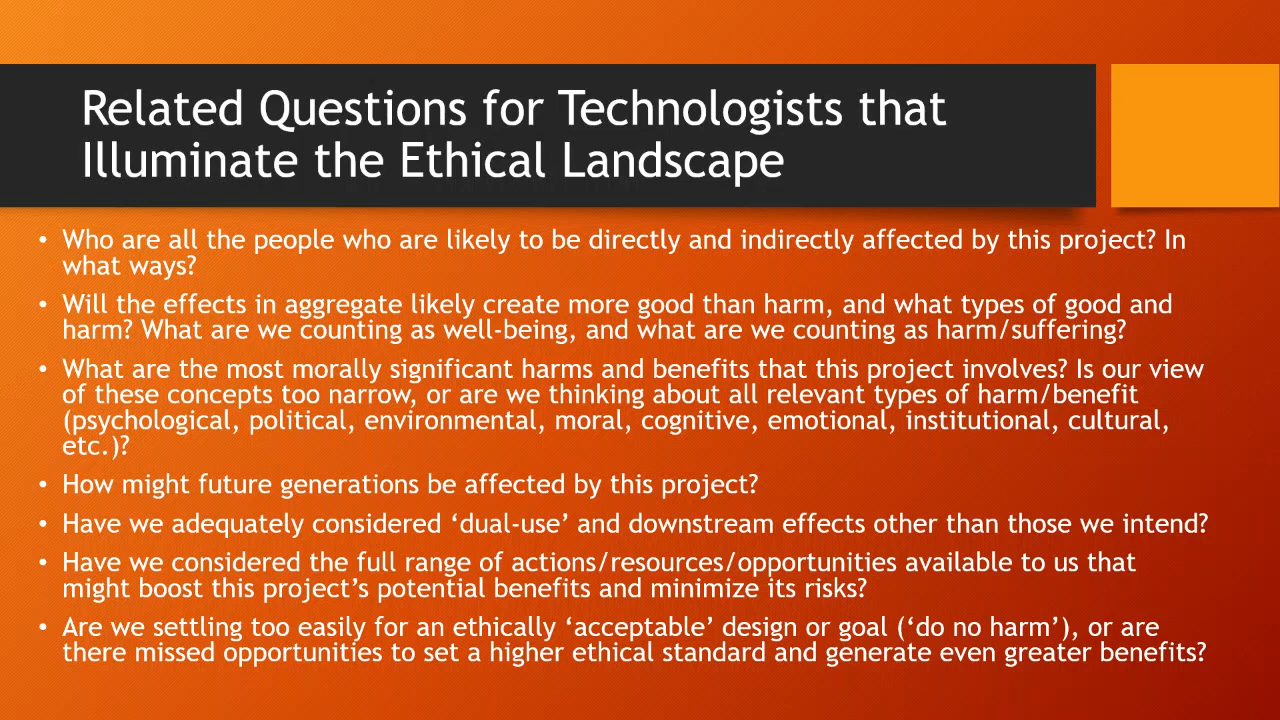 Related Questions for Technologists that
Illuminate the Ethical Landscape
• Who are all the people who are likely to be directly and indirectly affected by this project? In
what ways?
• Will the effects in aggregate likely create more good than harm, and what types of good and
harm? What are we counting as well-being, and what are we counting as harm/suffering?
• What are the most morally significant harms and benefits that this project involves? Is our view
of these concepts too narrow, or are we thinking about all relevant types of harm/benefit
(psychological, political, environmental, moral, cognitive, emotional, institutional, cultural,
etc.)?
• How might future generations be affected by this project?
• Have we adequately considered ‘dual-use’ and downstream effects other than those we intend?
• Have we considered the full range of actions/resources/opportunities available to us that
might boost this project’s potential benefits and minimize its risks?
• Are we settling too easily for an ethically ‘acceptable’ design or goal (‘do no harm’), or are
there missed opportunities to set a higher ethical standard and generate even greater benefits?